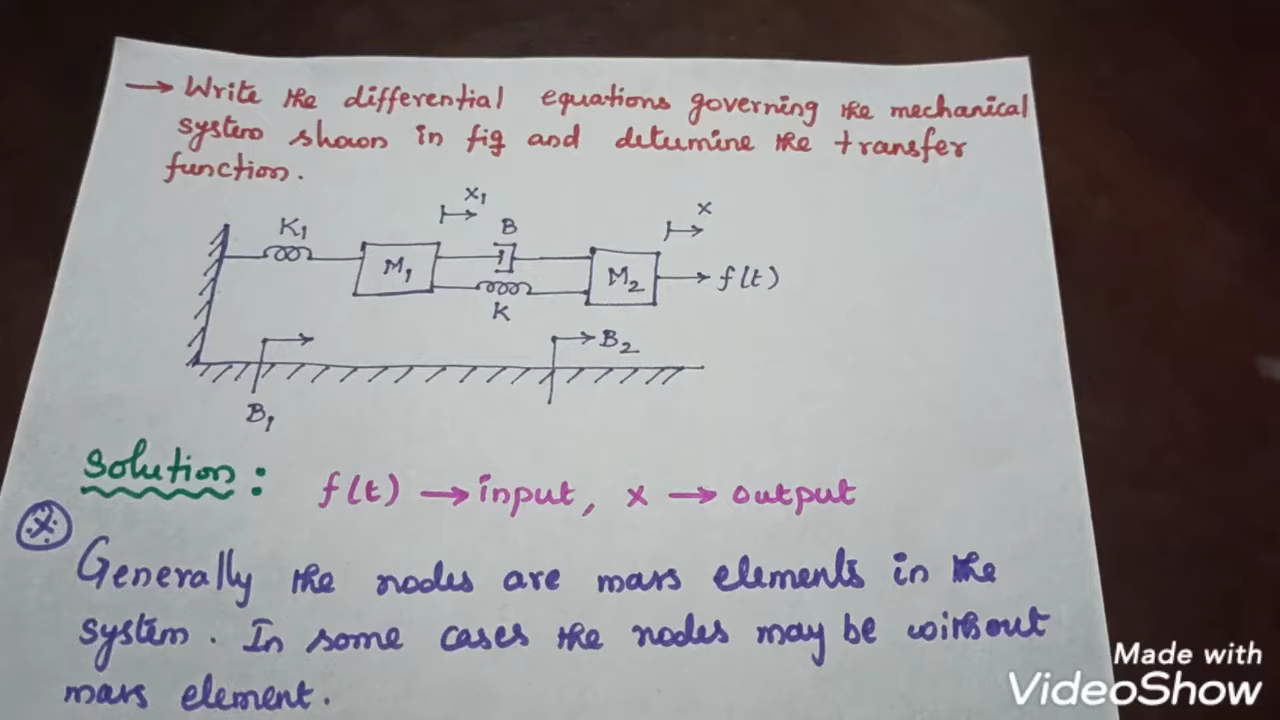 → Write the differential equations governing the mechanical
system shown in fig and detumine the transfer
function.
x₁
x
K₁
B
M₁
M₂
→ f(t)
K
B₂
B₁
Solution :
f(t) → input, x → output
Generally the nodes are mass elements in the
system. In some cases the nodes may be without
mass element.
Made with
VideoShow